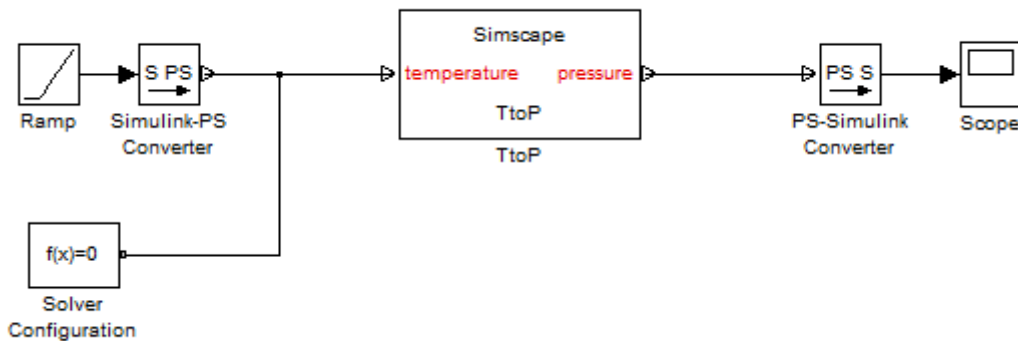 Simscape
S PS
temperature
pressure
PS S
TtoP
Ramp
Simulink-PS
Converter
TtoP
PS-Simulink
Converter
Scope
f(x)=0
Solver
Configuration